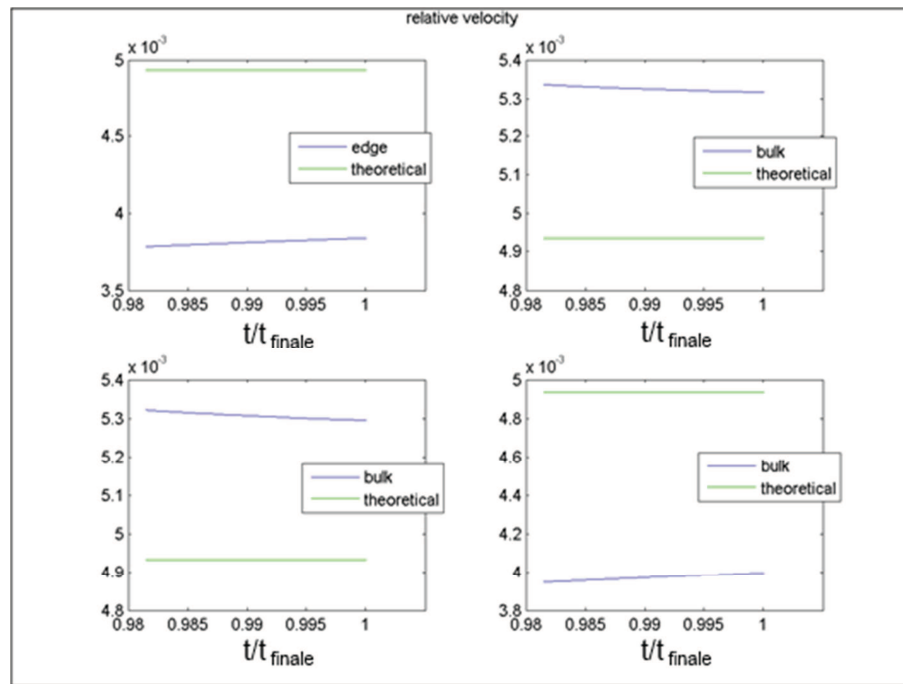 relative velocity
x 10⁻³
5
4.5
4
3.5
0.98 0.985 0.99 0.995 1
t/t finale
edge
theoretical
x 10⁻³
5.4
5.3
5.2
5.1
5
4.9
4.8
0.98 0.985 0.99 0.995 1
t/t finale
bulk
theoretical
x 10⁻³
5.4
5.3
5.2
5.1
5
4.9
4.8
0.98 0.985 0.99 0.995 1
t/t finale
bulk
theoretical
x 10⁻³
5
4.8
4.6
4.4
4.2
4
3.8
0.98 0.985 0.99 0.995 1
t/t finale
bulk
theoretical